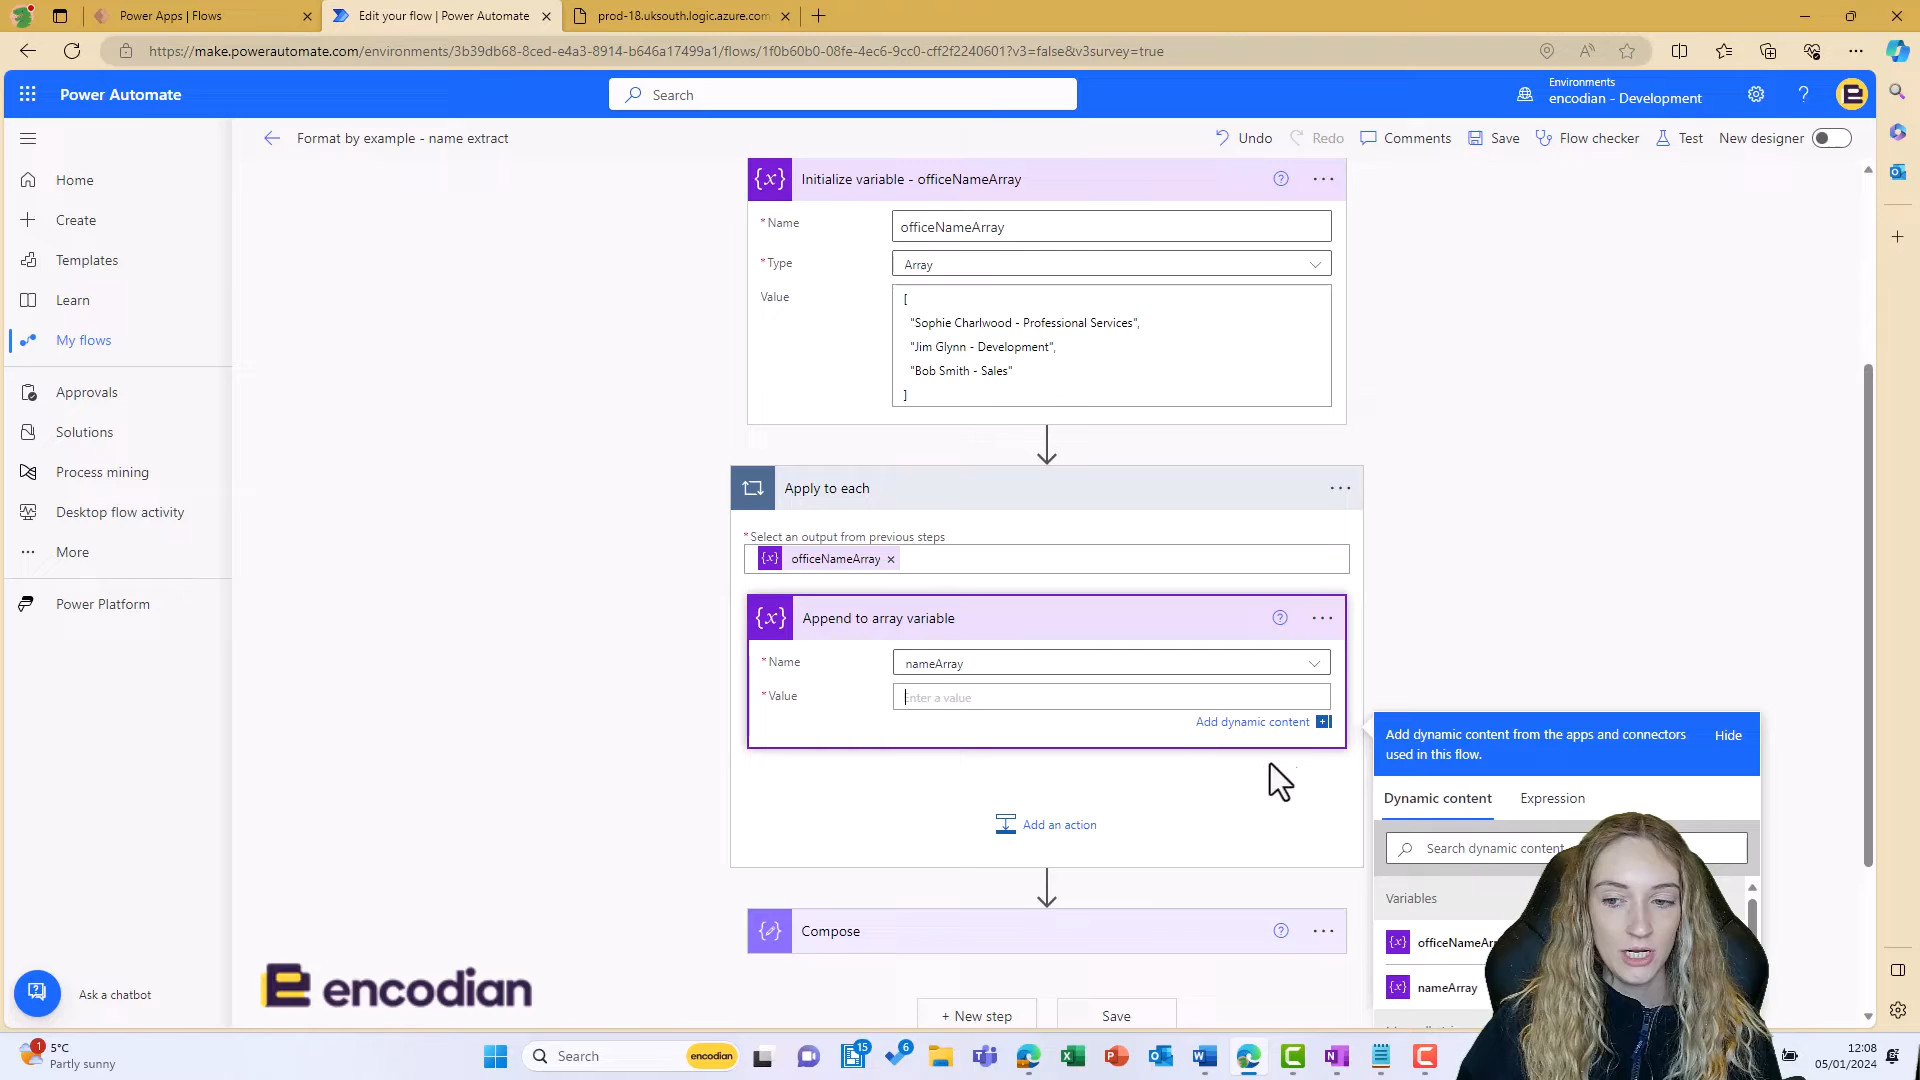 Power Apps | Flows
Edit your flow | Power Automate
prod-18.uksouth.logic.azure.com
https://make.powerautomate.com/environments/3b39db68-8ced-e4a3-8914-b646a17499a1/flows/1f0b60b0-08fe-4ec6-9cc0-cff2f2240601?v3=false&v3survey=true
Power Automate
Search
Environments
encodian - Development
Format by example - name extract
Undo
Redo
Comments
Save
Flow checker
Test
New designer
Home
Create
Templates
Learn
My flows
Approvals
Solutions
Process mining
Desktop flow activity
More
Power Platform
Ask a chatbot
{x} Initialize variable - officeNameArray
* Name
officeNameArray
* Type
Array
Value
[
"Sophie Charlwood - Professional Services",
"Jim Glynn - Development",
"Bob Smith - Sales"
]
Apply to each
* Select an output from previous steps
{x} officeNameArray ×
{x} Append to array variable
* Name
nameArray
* Value
Enter a value
Add dynamic content
Add an action
Compose
+ New step
Save
Add dynamic content from the apps and connectors
used in this flow.
Hide
Dynamic content
Expression
Search dynamic content
Variables
{x} officeNameArr
{x} nameArray
encodian
1
5°C
Partly sunny
Search
encodian
15
6
12:08
05/01/2024